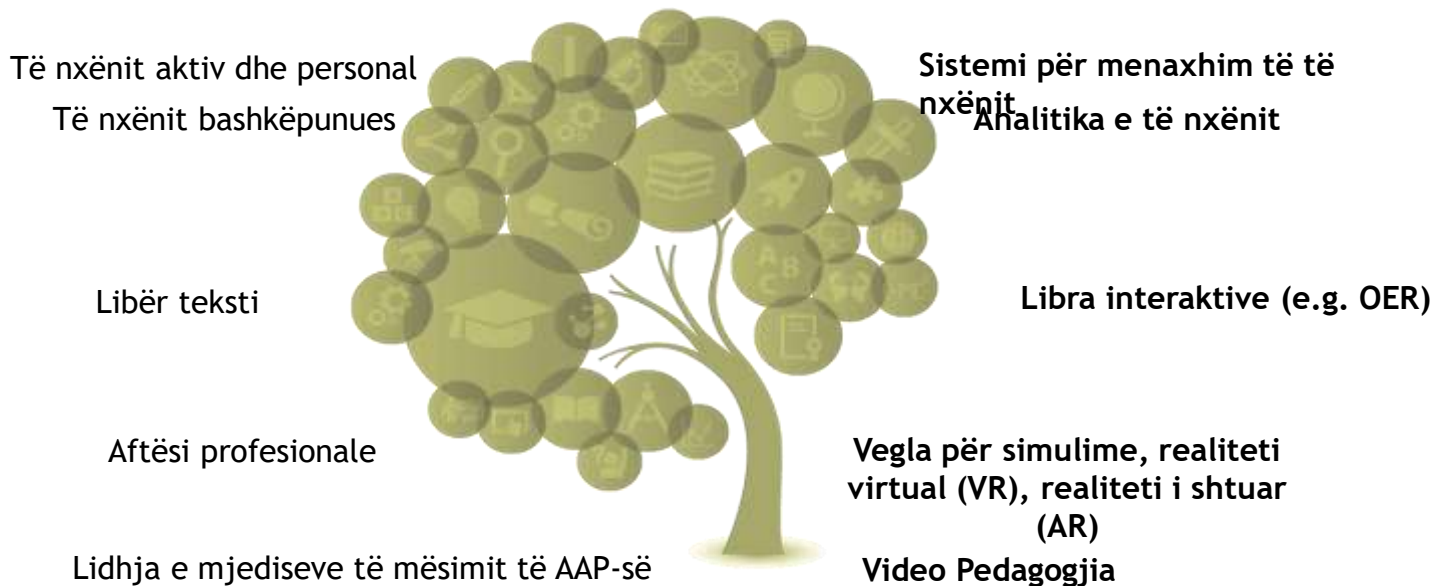 Të nxënit aktiv dhe personal
Të nxënit bashkëpunues
Libër teksti
Aftësi profesionale
Lidhja e mjediseve të mësimit të AAP-së
Sistemi për menaxhim të të
nxënit
Analitika e të nxënit
Libra interaktive (e.g. OER)
Vegla për simulime, realiteti
virtual (VR), realiteti i shtuar
(AR)
Video Pedagogjia
A B
C